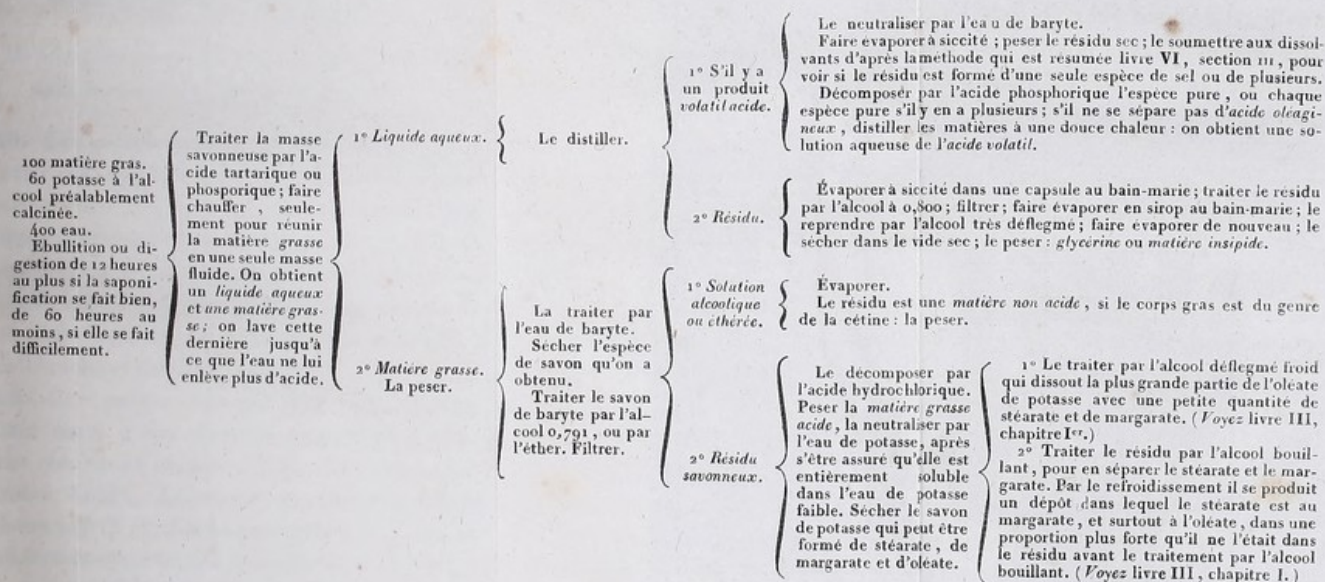 100 matière gras.
60 potasse à l'al-
cool préalablement
calcinée.
400 eau.
Ébullition ou di-
gestion de 12 heures
au plus si la saponi-
fication se fait bien,
de 60 heures au
moins, si elle se fait
difficilement.
Traiter la masse
savonneuse par l'a-
cide tartarique ou
phosporique; faire
chauffer, seule-
ment pour réunir
la matière grasse
en une seule masse
fluide. On obtient
un liquide aqueux
et une matière gras-
se; on lave cette
dernière jusqu'à
ce que l'eau ne lui
enlève plus d'acide.
1° Liquide aqueux.
Le distiller.
1° S'il y a
un produit
volatil acide.
Le neutraliser par l'eau de baryte.
Faire évaporer à siccité; peser le résidu sec; le soumettre aux dissol-
vants d'après la méthode qui est résumée livre VI, section III, pour
voir si le résidu est formé d'une seule espèce de sel ou de plusieurs.
Décomposer par l'acide phosphorique l'espèce pure, ou chaque
espèce pure s'il y en a plusieurs; s'il ne se sépare pas d'acide oléagi-
neux, distiller les matières à une douce chaleur: on obtient une so-
lution aqueuse de l'acide volatil.
2° Résidu.
Évaporer à siccité dans une capsule au bain-marie; traiter le résidu
par l'alcool à 0,800; filtrer; faire évaporer en sirop au bain-marie; le
reprendre par l'alcool très déflegmé; faire évaporer de nouveau; le
sécher dans le vide sec; le peser: glycérine ou matière insipide.
2° Matière grasse.
La peser.
La traiter par
l'eau de baryte.
Sécher l'espèce
de savon qu'on a
obtenu.
Traiter le savon
de baryte par l'al-
cool 0,791, ou par
l'éther. Filtrer.
1° Solution
alcoolique
ou éthérée.
Évaporer.
Le résidu est une matière non acide, si le corps gras est du genre
de la cétine: la peser.
2° Résidu
savonneux.
Le décomposer par
l'acide hydrochlorique.
Peser la matière grasse
acide, la neutraliser par
l'eau de potasse, après
s'être assuré qu'elle est
entièrement soluble
dans l'eau de potasse
faible. Sécher le savon
de potasse qui peut être
formé de stéarate, de
margarate et d'oléate.
1° Le traiter par l'alcool déflegmé froid
qui dissout la plus grande partie de l'oléate
de potasse avec une petite quantité de
stéarate et de margarate. (Voyez livre III,
chapitre Ier.)
2° Traiter le résidu par l'alcool bouil-
lant, pour en séparer le stéarate et le mar-
garate. Par le refroidissement il se produit
un dépôt dans lequel le stéarate est au
margarate, et surtout à l'oléate, dans une
proportion plus forte qu'il ne l'était dans
le résidu avant le traitement par l'alcool
bouillant. (Voyez livre III, chapitre I.)